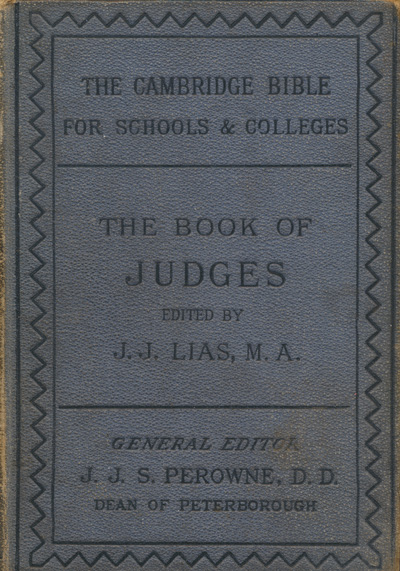 THE CAMBRIDGE BIBLE
FOR SCHOOLS & COLLEGES
THE BOOK OF
JUDGES
EDITED BY
J. J. LIAS, M. A.
GENERAL EDITOR
J. J. S. PEROWNE, D. D.
DEAN OF PETERBOROUGH